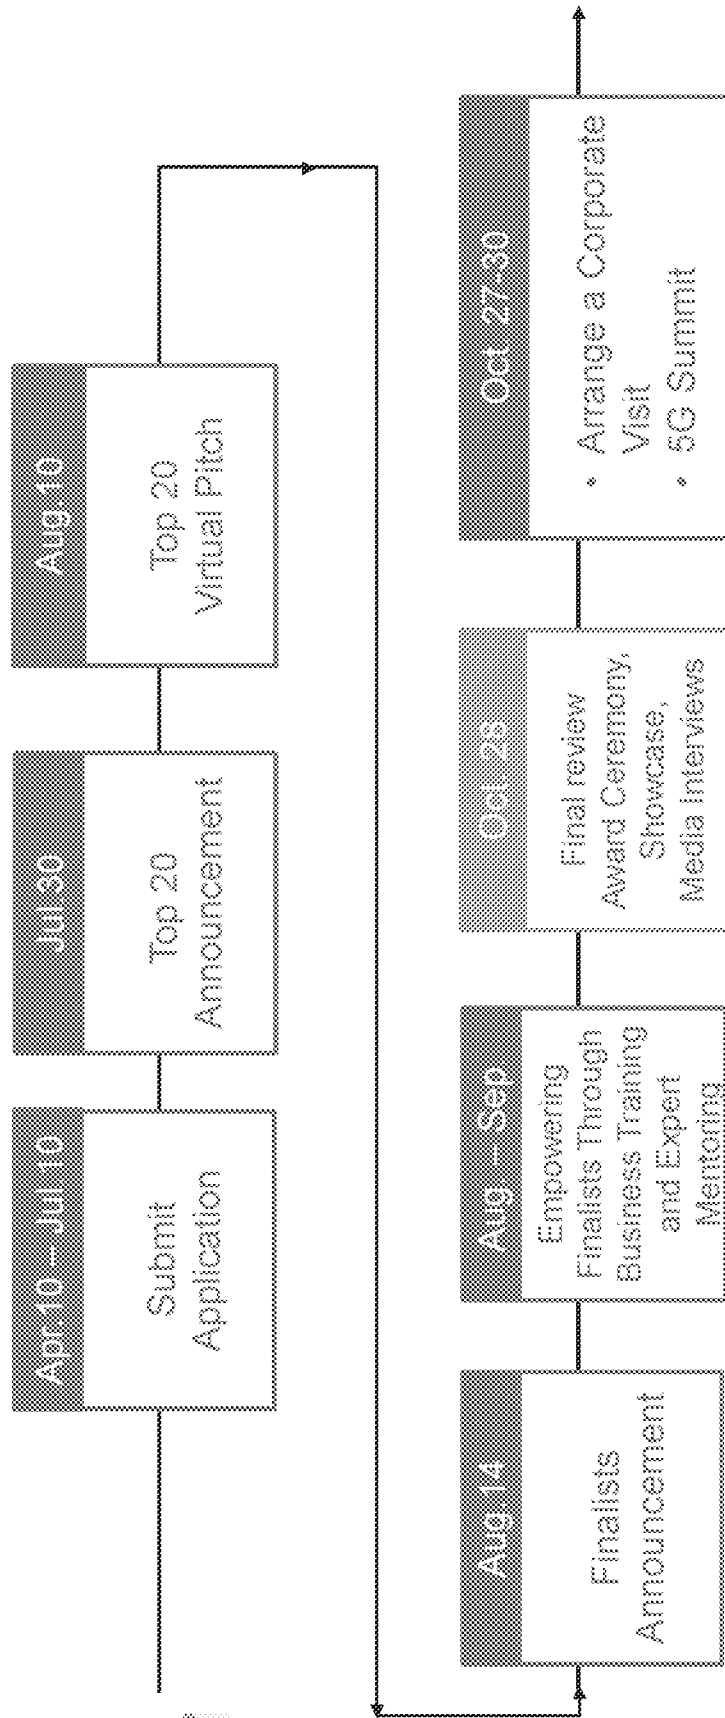 Apr.10 — Jul.10
Submit
Application
Jul.30
Top 20
Announcement
Aug.10
Top 20
Virtual Pitch
Aug.14
Finalists
Announcement
Aug — Sep
Empowering
Finalists Through
Business Training
and Expert
Mentoring
Oct. 28
Final review
Award Ceremony,
Showcase,
Media Interviews
Oct. 27-30
• Arrange a Corporate
Visit
• 5G Summit